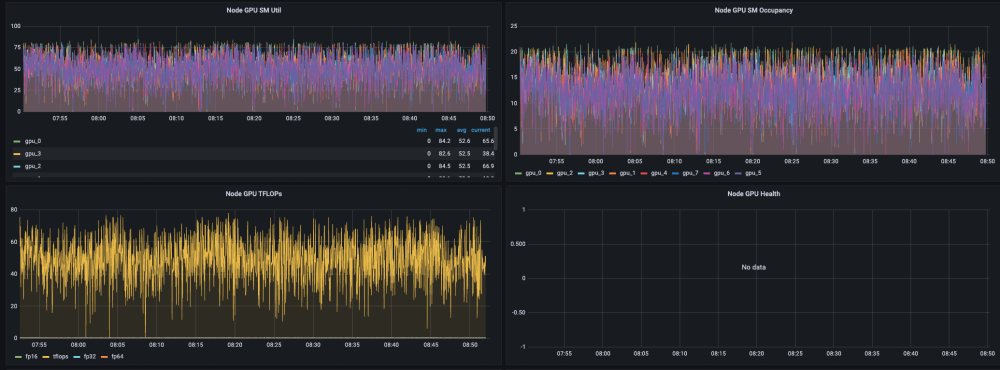 Node GPU SM Util
100
75
50
25
0
07:55 08:00 08:05 08:10 08:15 08:20 08:25 08:30 08:35 08:40 08:45 08:50
min max avg current
gpu_0 0 84.2 52.6 65.6
gpu_3 0 82.6 52.5 38.4
gpu_2 0 84.5 52.5 66.9
Node GPU SM Occupancy
25
20
15
10
5
0
07:55 08:00 08:05 08:10 08:15 08:20 08:25 08:30 08:35 08:40 08:45 08:50
gpu_0 gpu_2 gpu_3 gpu_1 gpu_4 gpu_7 gpu_6 gpu_5
Node GPU TFLOPs
80
60
40
20
0
07:55 08:00 08:05 08:10 08:15 08:20 08:25 08:30 08:35 08:40 08:45 08:50
fp16 tflops fp32 fp64
Node GPU Health
1
0.500
0
-0.50
-1
No data
07:55 08:00 08:05 08:10 08:15 08:20 08:25 08:30 08:35 08:40 08:45 08:50